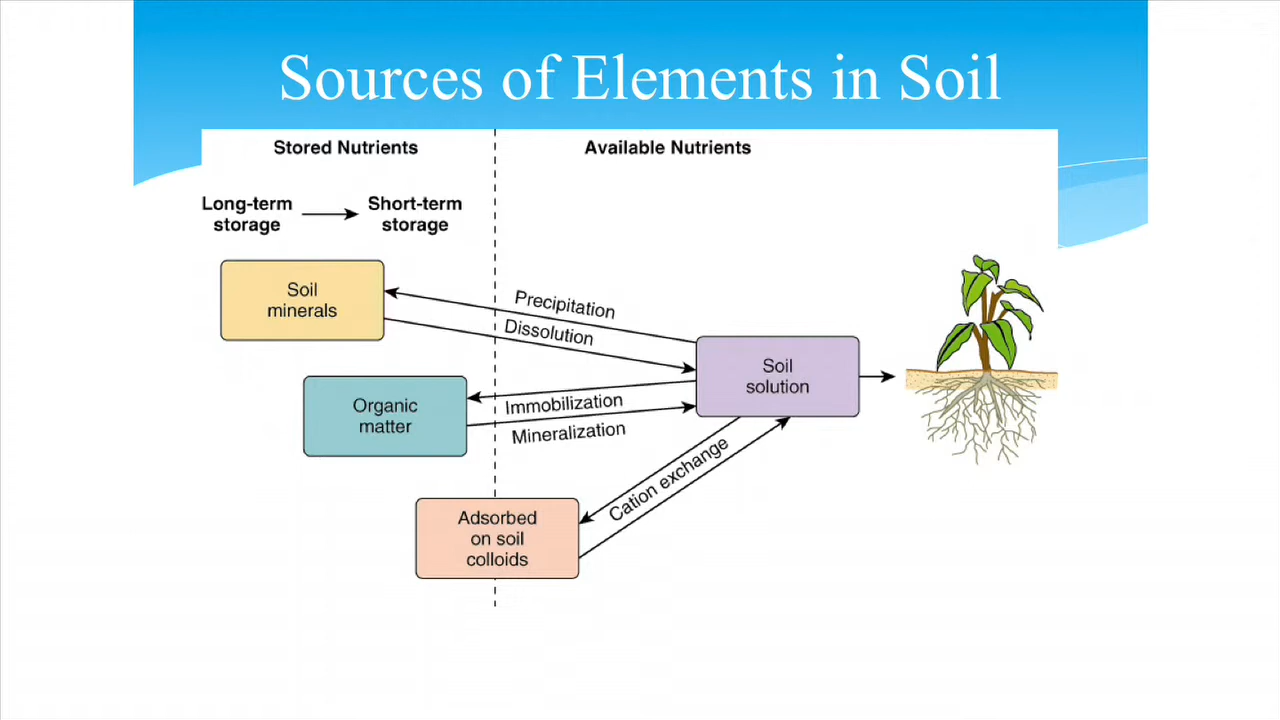 Sources of Elements in Soil
Stored Nutrients
Available Nutrients
Long-term
storage
Short-term
storage
Soil
minerals
Precipitation
Dissolution
Soil
solution
Organic
matter
Immobilization
Mineralization
Cation exchange
Adsorbed
on soil
colloids